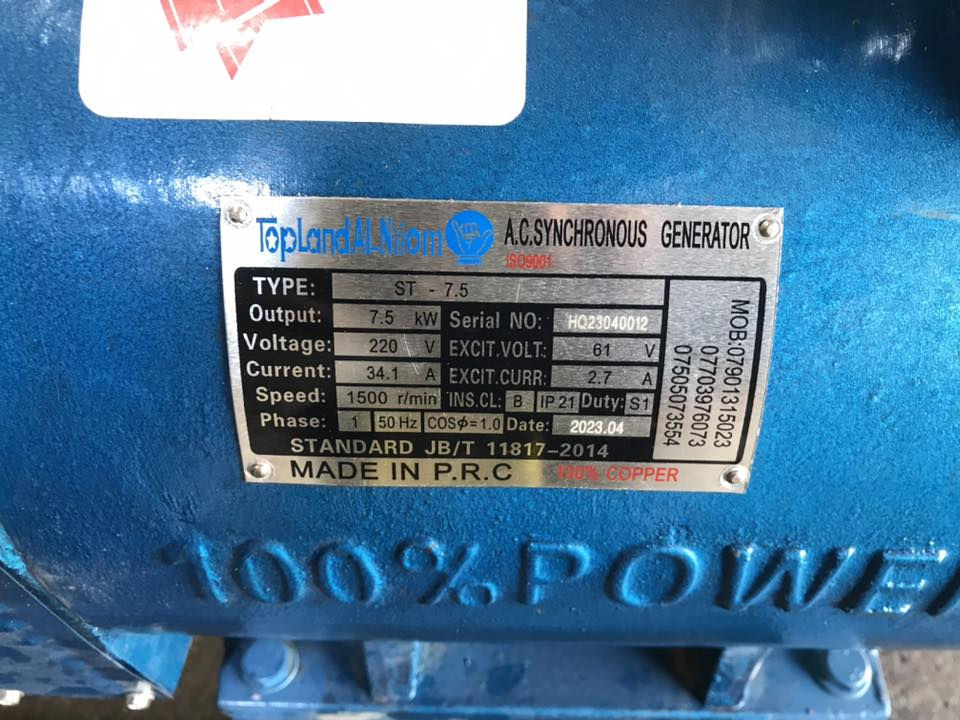 TopLand AL-Njom A.C.SYNCHRONOUS GENERATOR
ISO9001
TYPE: ST - 7.5
Output: 7.5 kW Serial NO: HQ23040012
Voltage: 220 V EXCIT.VOLT: 61 V
Current: 34.1 A EXCIT.CURR: 2.7 A
Speed: 1500 r/min INS.CL: B IP 21 Duty: S1
Phase: 1 50 Hz COSφ=1.0 Date: 2023.04
STANDARD JB/T 11817-2014
MADE IN P.R.C 100% COPPER
MOB:07901315023
07703976073
07505073554
100%POWER